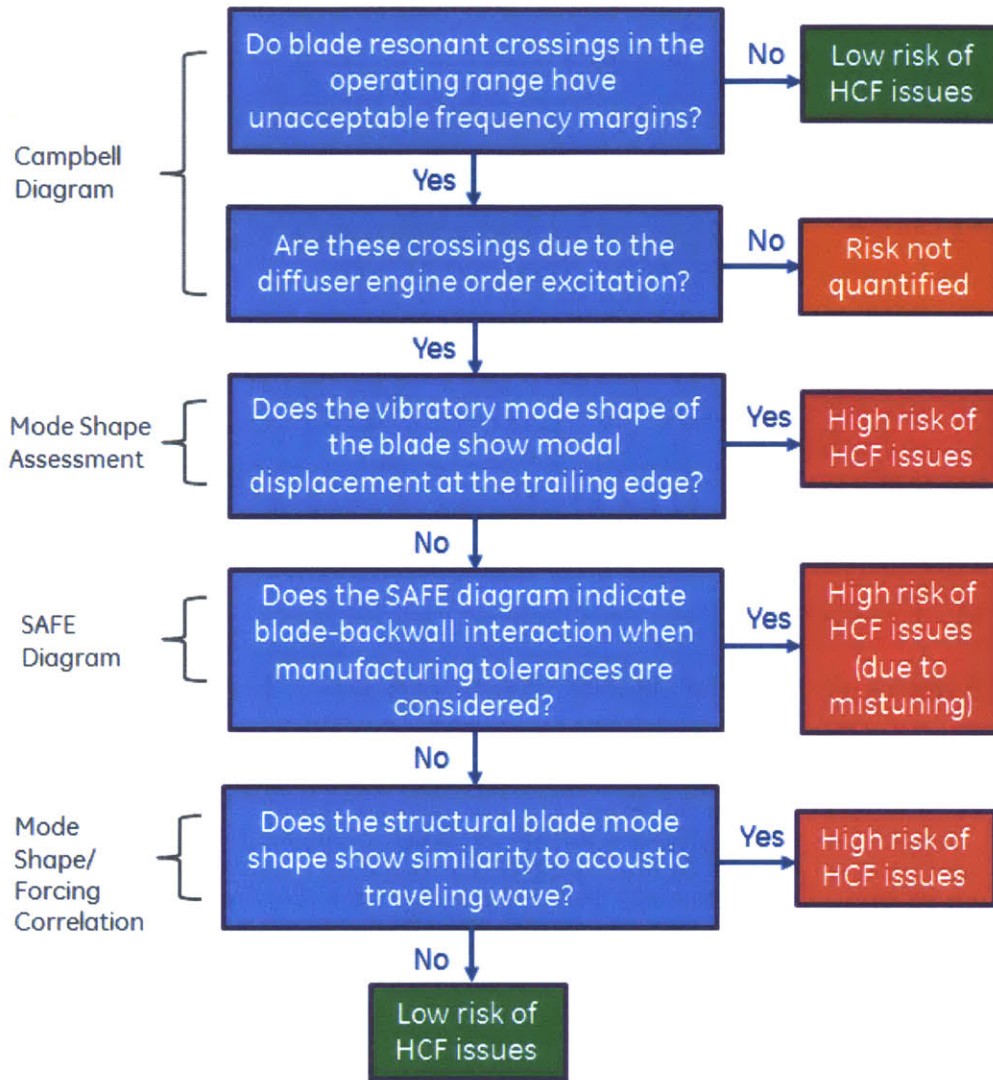 Do blade resonant crossings in the
operating range have
unacceptable frequency margins?
No
Low risk of
HCF issues
Campbell
Diagram
Yes
Are these crossings due to the
diffuser engine order excitation?
No
Risk not
quantified
Yes
Mode Shape
Assessment
Does the vibratory mode shape of
the blade show modal
displacement at the trailing edge?
Yes
High risk of
HCF issues
No
SAFE
Diagram
Does the SAFE diagram indicate
blade-backwall interaction when
manufacturing tolerances are
considered?
Yes
High risk of
HCF issues
(due to
mistuning)
No
Mode
Shape/
Forcing
Correlation
Does the structural blade mode
shape show similarity to acoustic
traveling wave?
Yes
High risk of
HCF issues
No
Low risk of
HCF issues